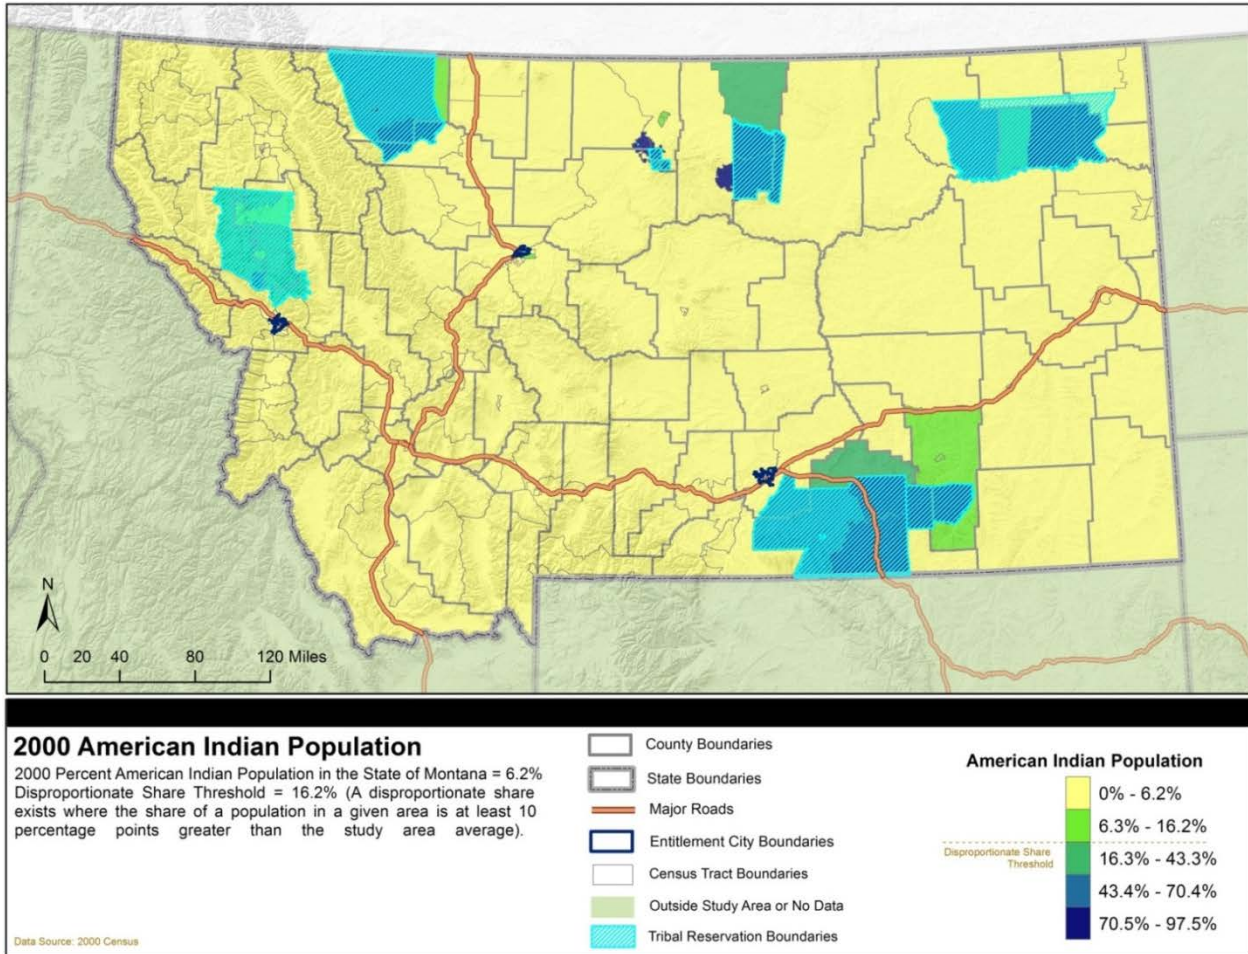 N
0 20 40 80 120 Miles
2000 American Indian Population
2000 Percent American Indian Population in the State of Montana = 6.2%
Disproportionate Share Threshold = 16.2% (A disproportionate share
exists where the share of a population in a given area is at least 10
percentage points greater than the study area average).
Data Source: 2000 Census
County Boundaries
State Boundaries
Major Roads
Entitlement City Boundaries
Census Tract Boundaries
Outside Study Area or No Data
Tribal Reservation Boundaries
American Indian Population
0% - 6.2%
6.3% - 16.2%
Disproportionate Share
Threshold
16.3% - 43.3%
43.4% - 70.4%
70.5% - 97.5%